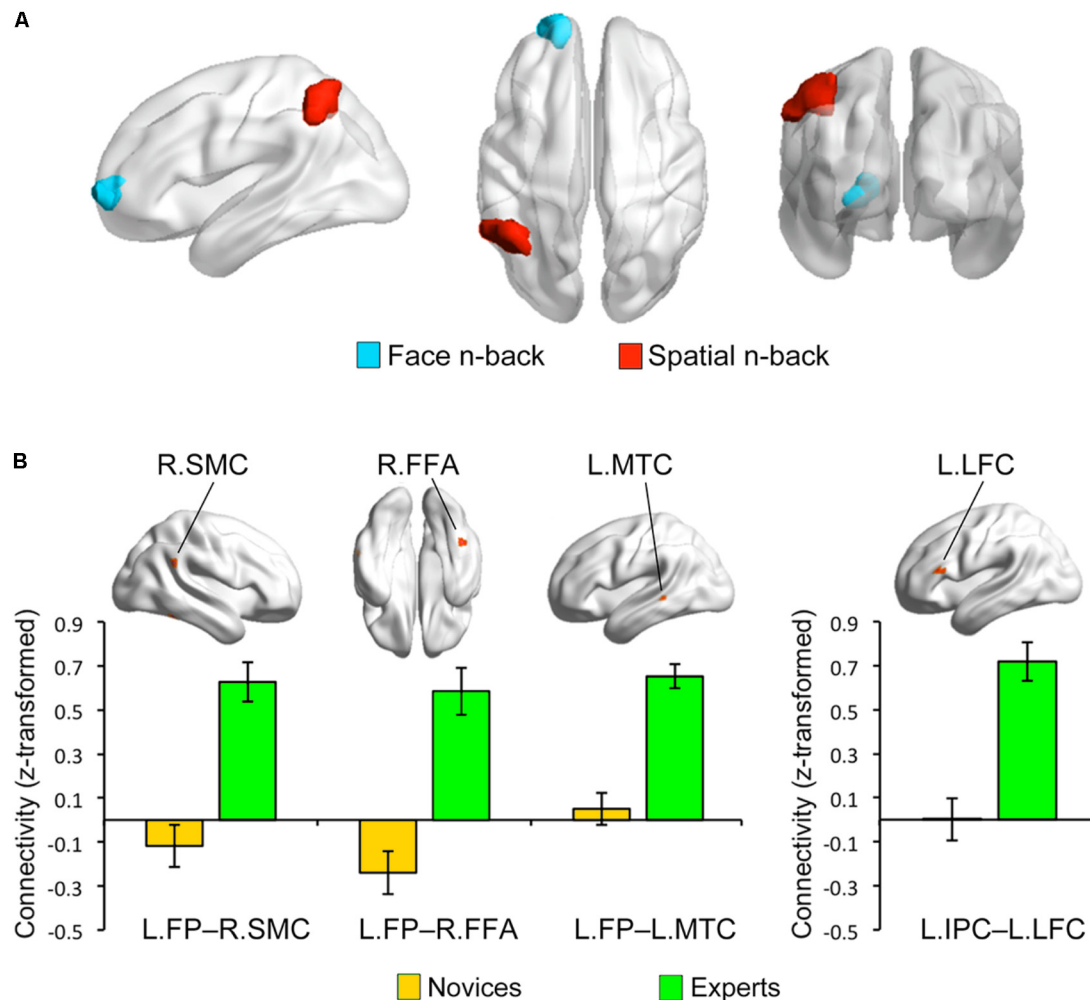 A
Face n-back
Spatial n-back
B
R.SMC
R.FFA
L.MTC
L.LFC
Connectivity (z-transformed)
0.9
0.7
0.5
0.3
0.1
-0.1
-0.3
-0.5
L.FP–R.SMC
L.FP–R.FFA
L.FP–L.MTC
Connectivity (z-transformed)
0.9
0.7
0.5
0.3
0.1
-0.1
-0.3
-0.5
L.IPC–L.LFC
Novices
Experts